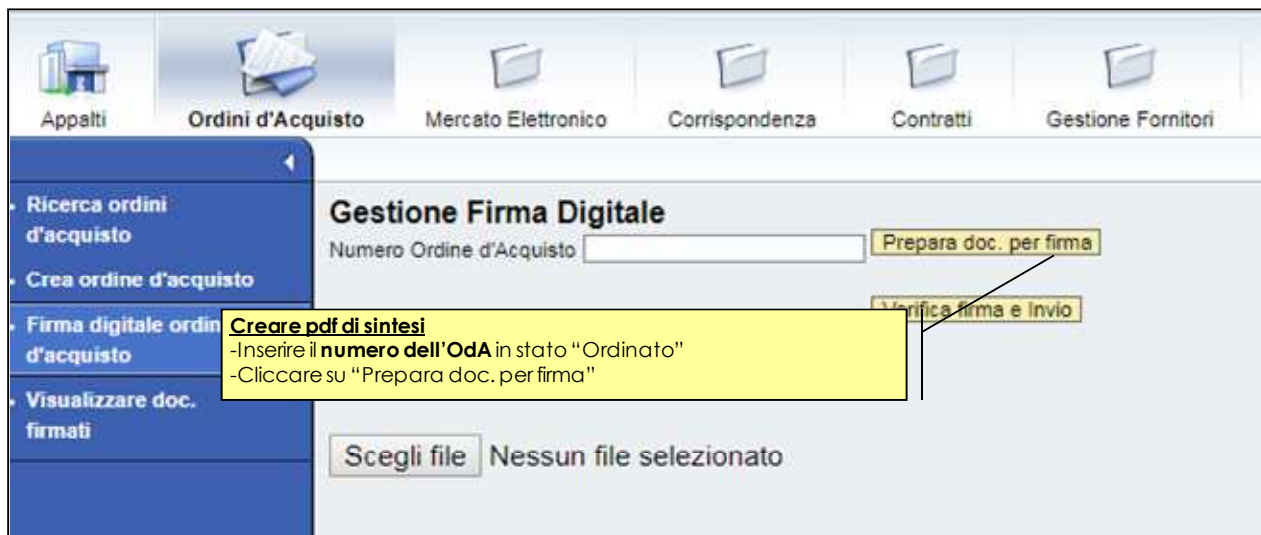 Appalti
Ordini d'Acquisto
Mercato Elettronico
Corrispondenza
Contratti
Gestione Fornitori
Ricerca ordini
d'acquisto
Crea ordine d'acquisto
Firma digitale ordin
d'acquisto
Visualizzare doc.
firmati
Gestione Firma Digitale
Numero Ordine d'Acquisto
Prepara doc. per firma
Verifica firma e Invio
Creare pdf di sintesi
-Inserire il numero dell'OdA in stato “Ordinato”
-Cliccare su “Prepara doc. per firma”
Scegli file Nessun file selezionato